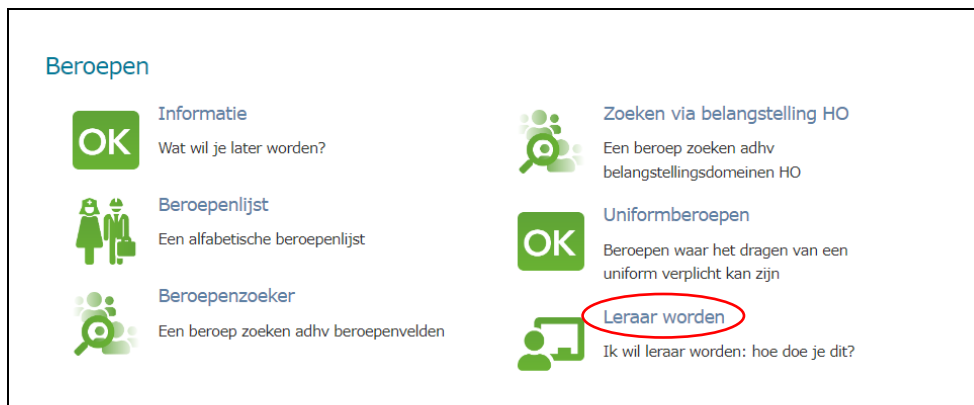 Beroepen
OK
Informatie
Wat wil je later worden?
Beroepenlijst
Een alfabetische beroepenlijst
Beroepenzoeker
Een beroep zoeken adhv beroepenvelden
Zoeken via belangstelling HO
Een beroep zoeken adhv
belangstellingsdomeinen HO
OK
Uniformberoepen
Beroepen waar het dragen van een
uniform verplicht kan zijn
Leraar worden
Ik wil leraar worden: hoe doe je dit?